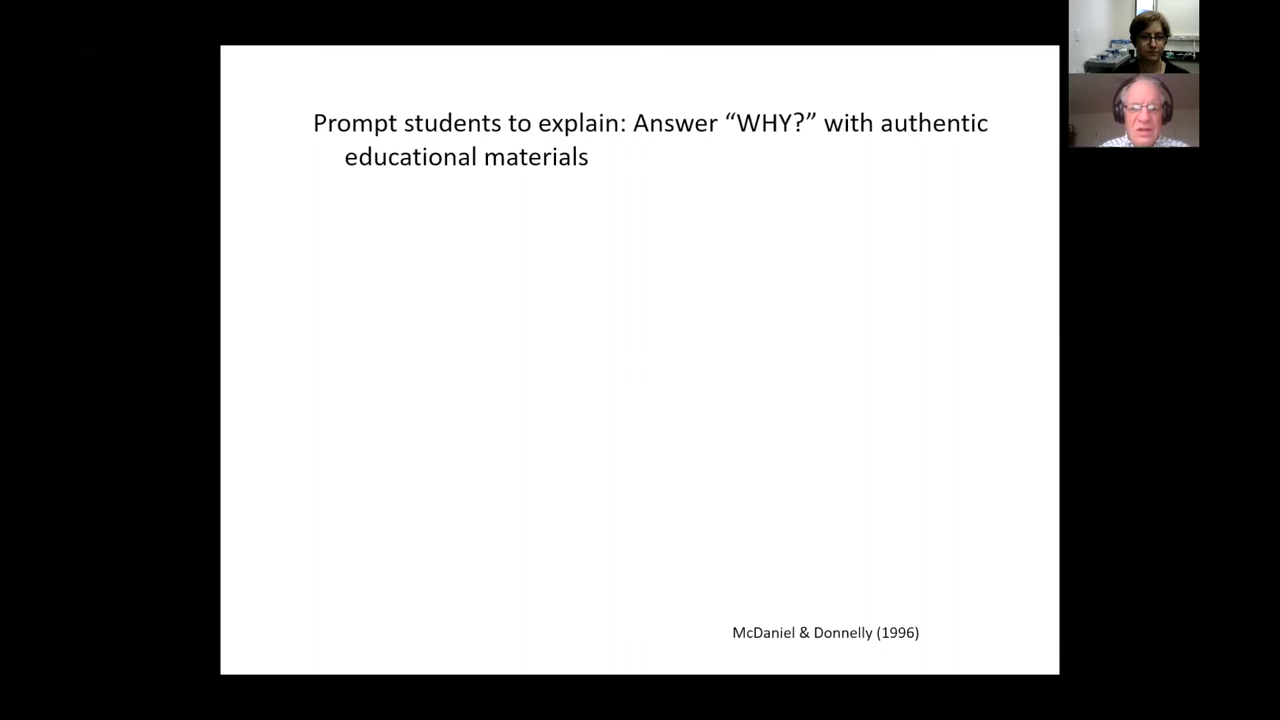 Prompt students to explain: Answer “WHY?” with authentic
educational materials
McDaniel & Donnelly (1996)